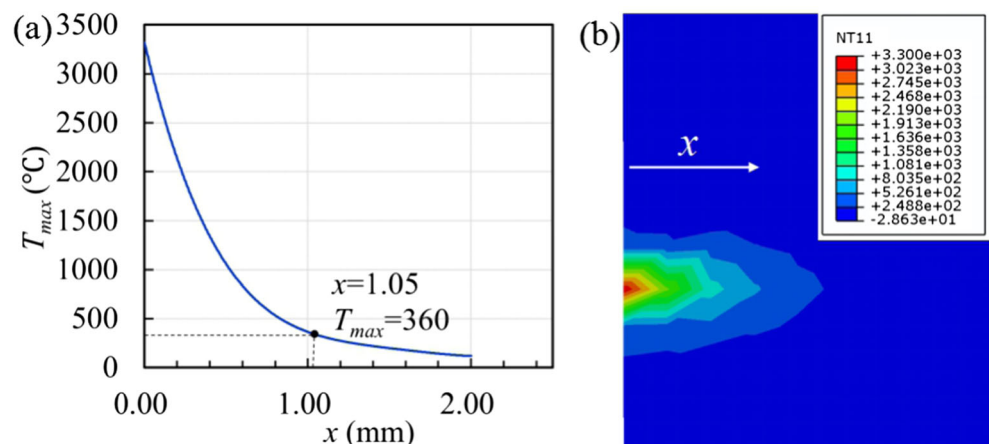 (a)
3500
3000
2500
2000
1500
1000
500
0
T_max (°C)
x=1.05
T_max=360
0.00 1.00 2.00
x (mm)
(b)
NT11
+3.300e+03
+3.023e+03
+2.745e+03
+2.468e+03
+2.190e+03
+1.913e+03
+1.636e+03
+1.358e+03
+1.081e+03
+8.035e+02
+5.261e+02
+2.488e+02
-2.863e+01
x